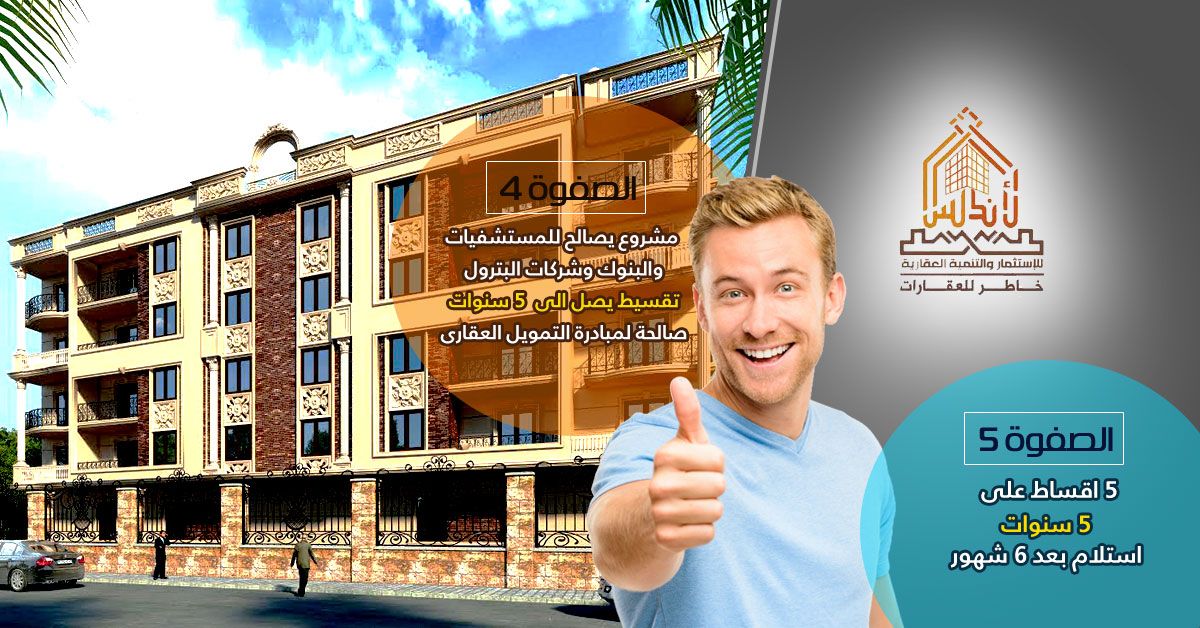 الصفوة 4
مشروع يصالح للمستشفيات
والبنوك وشركات البترول
تقسيط يصل الى 5 سنوات
صالحة لمبادرة التمويل العقارى
لأندلس
للإستثمار والتنمية العقارية
خاطر للعقارات
الصفوة 5
5 اقساط على
5 سنوات
استلام بعد 6 شهور